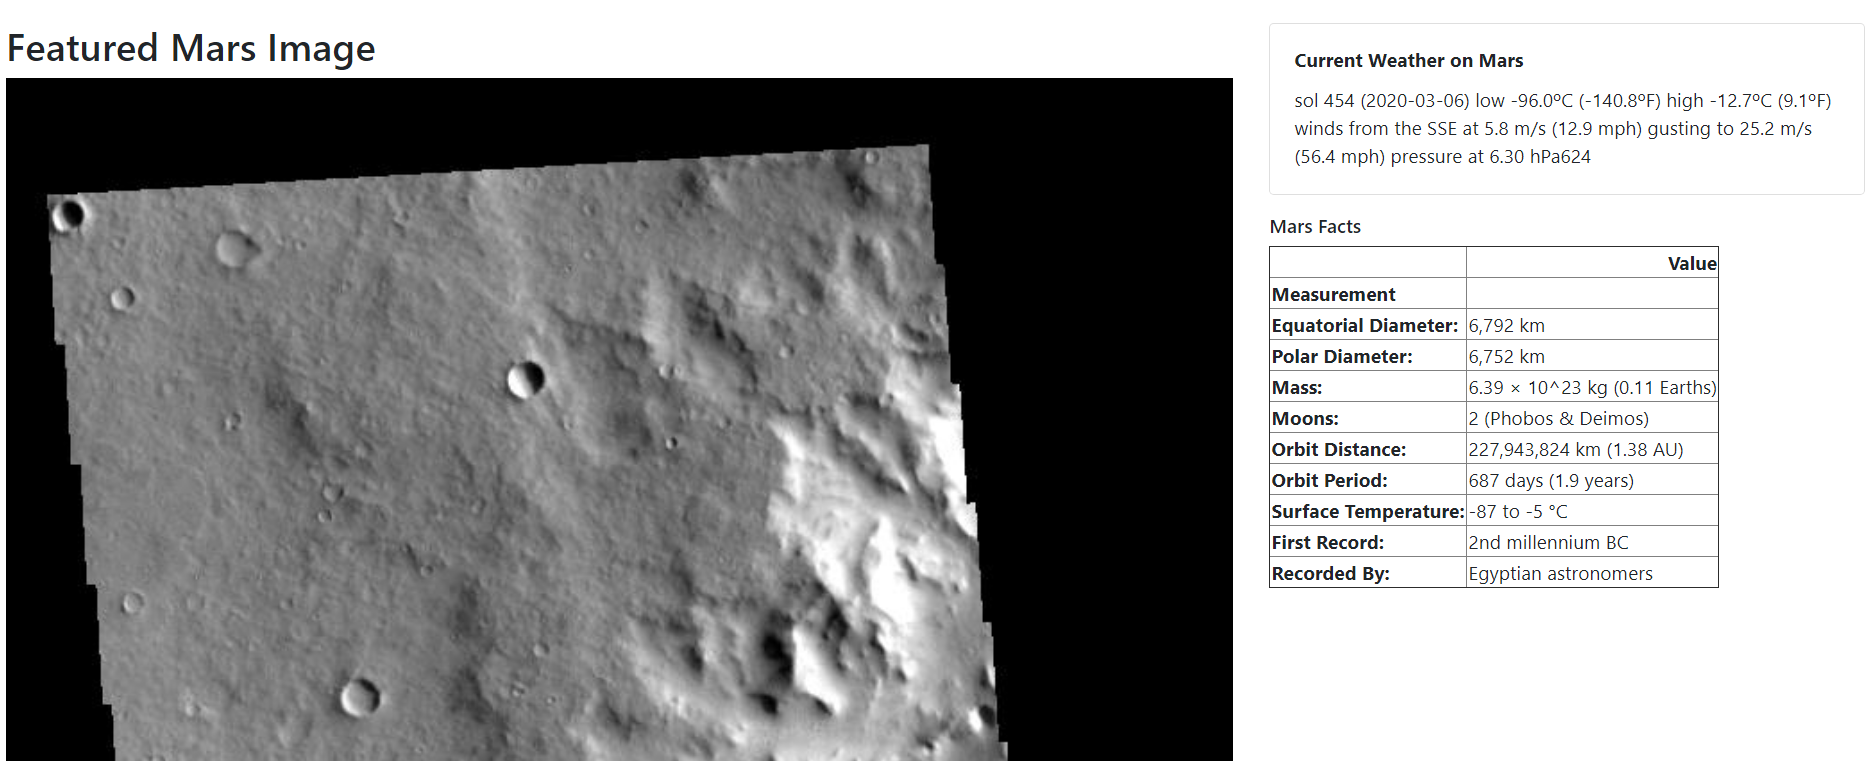 Featured Mars Image
Current Weather on Mars
sol 454 (2020-03-06) low -96.0ºC (-140.8ºF) high -12.7ºC (9.1ºF)
winds from the SSE at 5.8 m/s (12.9 mph) gusting to 25.2 m/s
(56.4 mph) pressure at 6.30 hPa624
Mars Facts
Value
Measurement
Equatorial Diameter: 6,792 km
Polar Diameter: 6,752 km
Mass: 6.39 × 10^23 kg (0.11 Earths)
Moons: 2 (Phobos & Deimos)
Orbit Distance: 227,943,824 km (1.38 AU)
Orbit Period: 687 days (1.9 years)
Surface Temperature: -87 to -5 °C
First Record: 2nd millennium BC
Recorded By: Egyptian astronomers